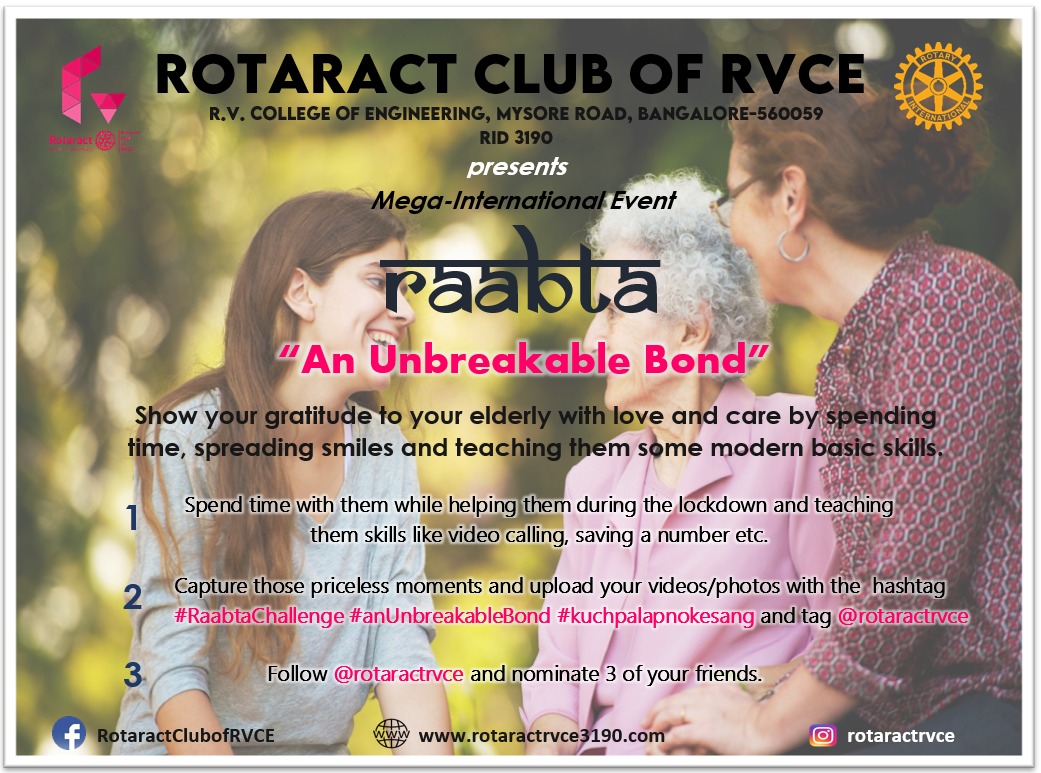 ROTARACT CLUB OF RVCE
R.V. COLLEGE OF ENGINEERING, MYSORE ROAD, BANGALORE-560059
RID 3190
Rotaract
ROTARY
INTERNATIONAL
presents
Mega-International Event
raabta
“An Unbreakable Bond”
Show your gratitude to your elderly with love and care by spending
time, spreading smiles and teaching them some modern basic skills.
1 Spend time with them while helping them during the lockdown and teaching
them skills like video calling, saving a number etc.
2 Capture those priceless moments and upload your videos/photos with the hashtag
#RaabtaChallenge #anUnbreakableBond #kuchpalapnokesang and tag @rotaractrvce
3 Follow @rotaractrvce and nominate 3 of your friends.
RotaractClubofRVCE
www.rotaractrvce3190.com
rotaractrvce